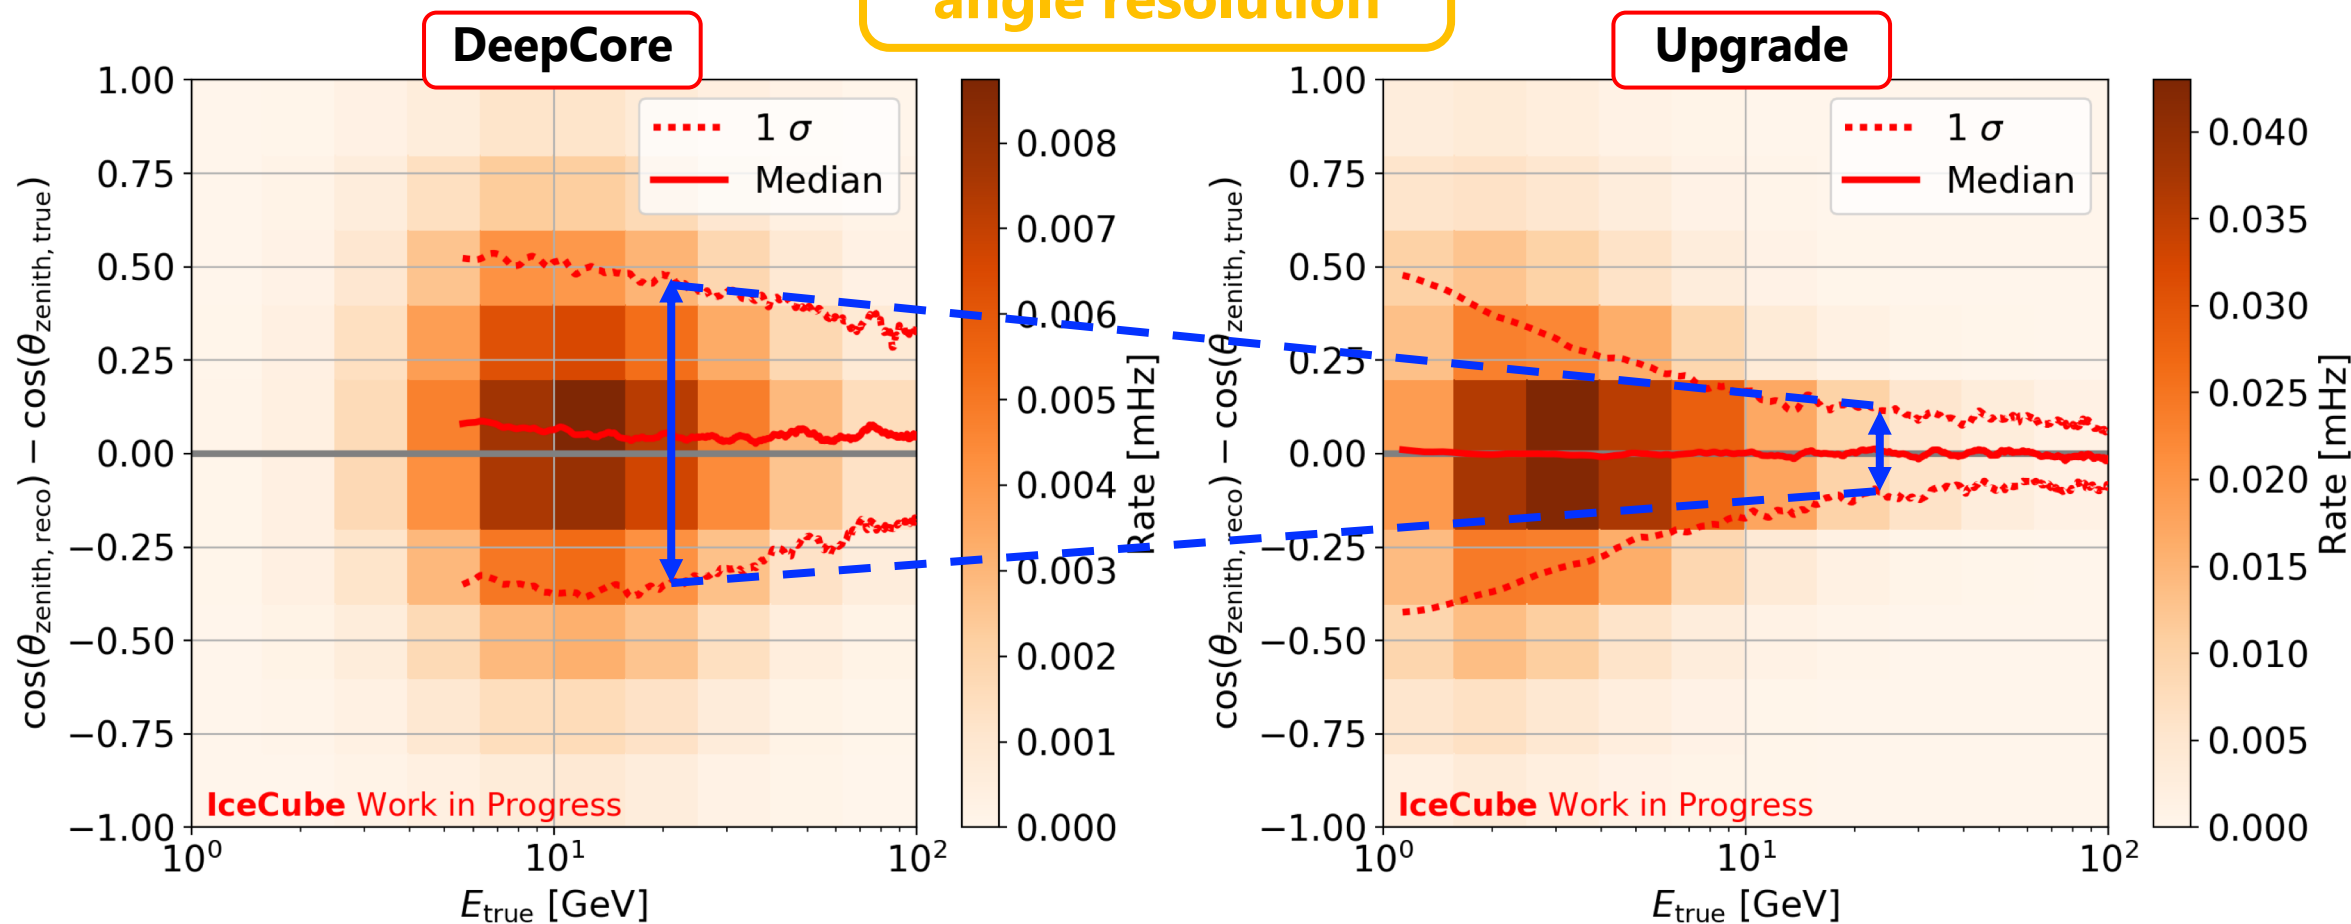 angle resolution
DeepCore
Upgrade
1.00
0.75
0.50
0.25
0.00
−0.25
−0.50
−0.75
−1.00
cos(θzenith, reco) − cos(θzenith, true)
1 σ
Median
IceCube Work in Progress
10⁰
10¹
10²
Etrue [GeV]
0.008
0.007
0.006
0.005
0.004
0.003
0.002
0.001
0.000
Rate [mHz]
1.00
0.75
0.50
0.25
0.00
−0.25
−0.50
−0.75
−1.00
cos(θzenith, reco) − cos(θzenith, true)
1 σ
Median
IceCube Work in Progress
10⁰
10¹
10²
Etrue [GeV]
0.040
0.035
0.030
0.025
0.020
0.015
0.010
0.005
0.000
Rate [mHz]